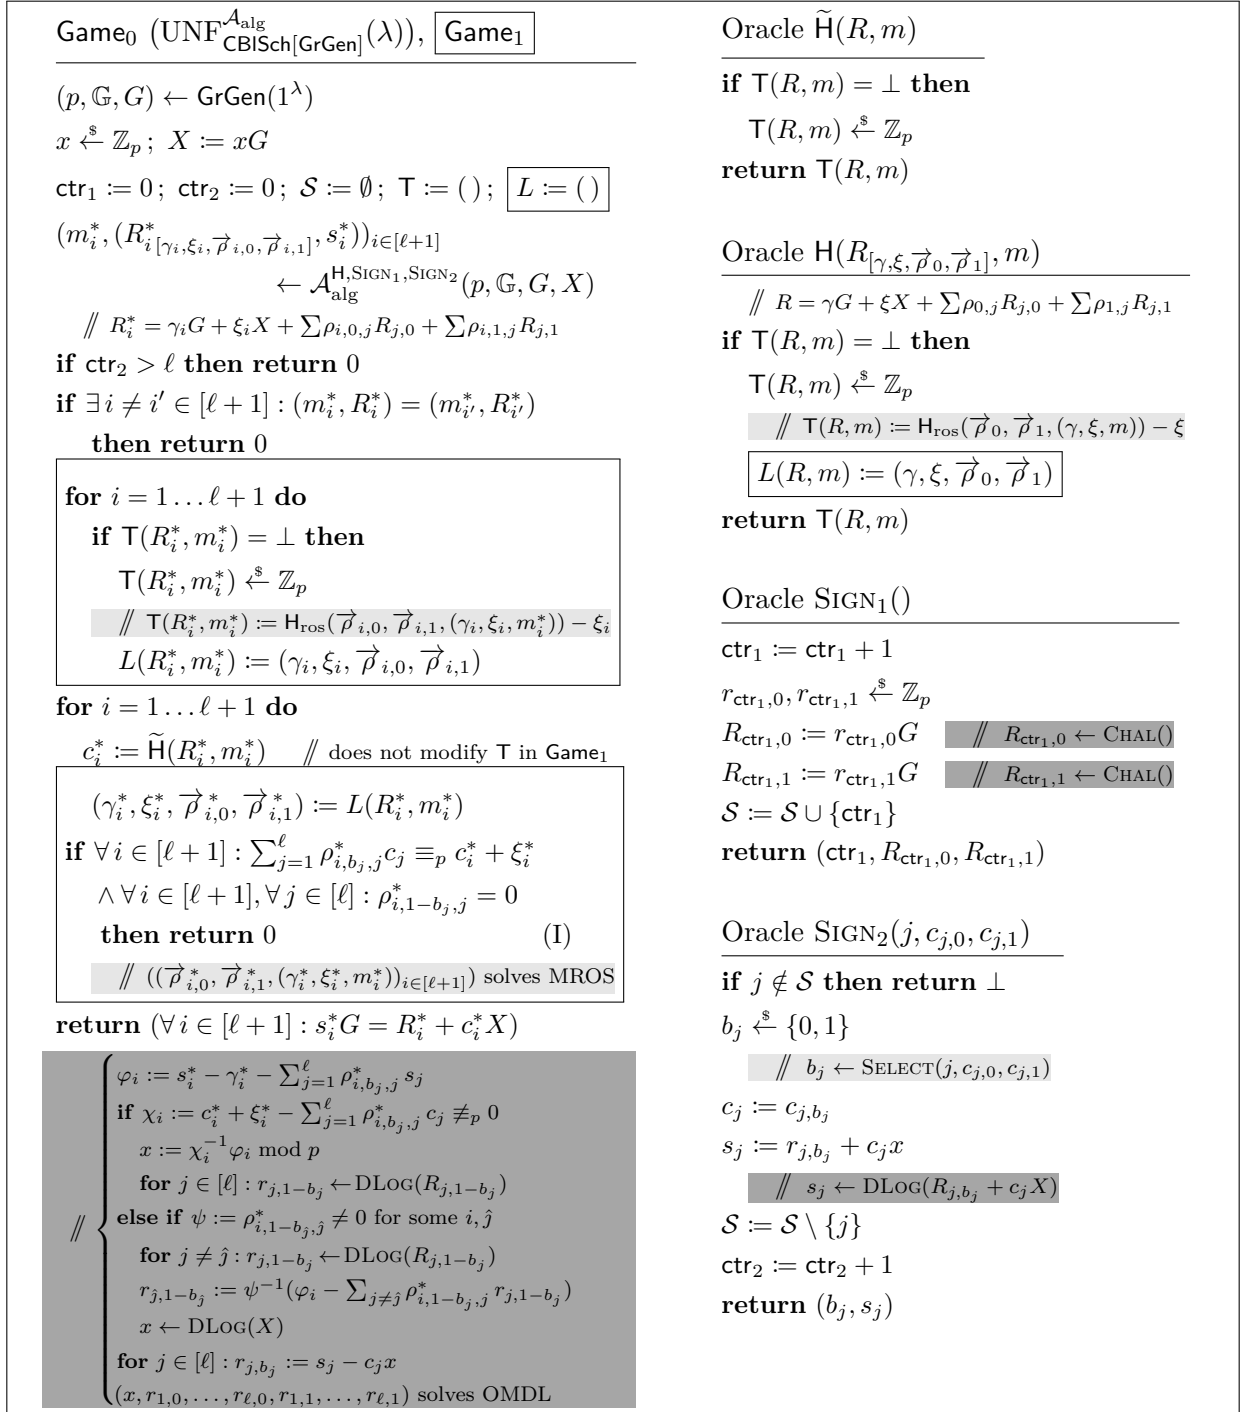 Game₀ (UNF^{𝒜_alg}_{CBlSch[GrGen]}(λ)), Game₁
(p, 𝔾, G) ← GrGen(1^λ)
x ←$ ℤ_p ; X := xG
ctr₁ := 0 ; ctr₂ := 0 ; 𝒮 := ∅ ; T := ( ) ; L := ( )
(m*_i, (R*_{i [γ_i,ξ_i,ρ⃗_{i,0},ρ⃗_{i,1}]}, s*_i))_{i∈[ℓ+1]}
← 𝒜_alg^{H,SIGN₁,SIGN₂}(p, 𝔾, G, X)
// R*_i = γ_iG + ξ_iX + ∑ρ_{i,0,j}R_{j,0} + ∑ρ_{i,1,j}R_{j,1}
if ctr₂ > ℓ then return 0
if ∃ i ≠ i′ ∈ [ℓ+1] : (m*_i, R*_i) = (m*_{i′}, R*_{i′})
then return 0
for i = 1 … ℓ+1 do
if T(R*_i, m*_i) = ⊥ then
T(R*_i, m*_i) ←$ ℤ_p
// T(R*_i, m*_i) := H_ros(ρ⃗_{i,0}, ρ⃗_{i,1}, (γ_i, ξ_i, m*_i)) − ξ_i
L(R*_i, m*_i) := (γ_i, ξ_i, ρ⃗_{i,0}, ρ⃗_{i,1})
for i = 1 … ℓ+1 do
c*_i := H̃(R*_i, m*_i) // does not modify T in Game₁
(γ*_i, ξ*_i, ρ⃗*_{i,0}, ρ⃗*_{i,1}) := L(R*_i, m*_i)
if ∀ i ∈ [ℓ+1] : ∑^ℓ_{j=1} ρ*_{i,b_j,j}c_j ≡_p c*_i + ξ*_i
∧ ∀ i ∈ [ℓ+1], ∀ j ∈ [ℓ] : ρ*_{i,1−b_j,j} = 0
then return 0 (I)
// ((ρ⃗*_{i,0}, ρ⃗*_{i,1}, (γ*_i, ξ*_i, m*_i))_{i∈[ℓ+1]}) solves MROS
return (∀ i ∈ [ℓ+1] : s*_iG = R*_i + c*_iX)
φ_i := s*_i − γ*_i − ∑^ℓ_{j=1} ρ*_{i,b_j,j} s_j
if χ_i := c*_i + ξ*_i − ∑^ℓ_{j=1} ρ*_{i,b_j,j} c_j ≢_p 0
x := χ_i^{−1}φ_i mod p
for j ∈ [ℓ] : r_{j,1−b_j} ← DLOG(R_{j,1−b_j})
// else if ψ := ρ*_{i,1−b_ĵ,ĵ} ≠ 0 for some i, ĵ
for j ≠ ĵ : r_{j,1−b_j} ← DLOG(R_{j,1−b_j})
r_{ĵ,1−b_j} := ψ^{−1}(φ_i − ∑_{j≠ĵ} ρ*_{i,1−b_j,j} r_{j,1−b_j})
x ← DLOG(X)
for j ∈ [ℓ] : r_{j,b_j} := s_j − c_jx
(x, r_{1,0}, …, r_{ℓ,0}, r_{1,1}, …, r_{ℓ,1}) solves OMDL
Oracle H̃(R, m)
if T(R, m) = ⊥ then
T(R, m) ←$ ℤ_p
return T(R, m)
Oracle H(R_{[γ,ξ,ρ⃗_0,ρ⃗_1]}, m)
// R = γG + ξX + ∑ρ_{0,j}R_{j,0} + ∑ρ_{1,j}R_{j,1}
if T(R, m) = ⊥ then
T(R, m) ←$ ℤ_p
// T(R, m) := H_ros(ρ⃗_0, ρ⃗_1, (γ, ξ, m)) − ξ
L(R, m) := (γ, ξ, ρ⃗_0, ρ⃗_1)
return T(R, m)
Oracle SIGN₁()
ctr₁ := ctr₁ + 1
r_{ctr₁,0}, r_{ctr₁,1} ←$ ℤ_p
R_{ctr₁,0} := r_{ctr₁,0}G // R_{ctr₁,0} ← CHAL()
R_{ctr₁,1} := r_{ctr₁,1}G // R_{ctr₁,1} ← CHAL()
𝒮 := 𝒮 ∪ {ctr₁}
return (ctr₁, R_{ctr₁,0}, R_{ctr₁,1})
Oracle SIGN₂(j, c_{j,0}, c_{j,1})
if j ∉ 𝒮 then return ⊥
b_j ←$ {0, 1}
// b_j ← SELECT(j, c_{j,0}, c_{j,1})
c_j := c_{j,b_j}
s_j := r_{j,b_j} + c_jx
// s_j ← DLOG(R_{j,b_j} + c_jX)
𝒮 := 𝒮 \ {j}
ctr₂ := ctr₂ + 1
return (b_j, s_j)